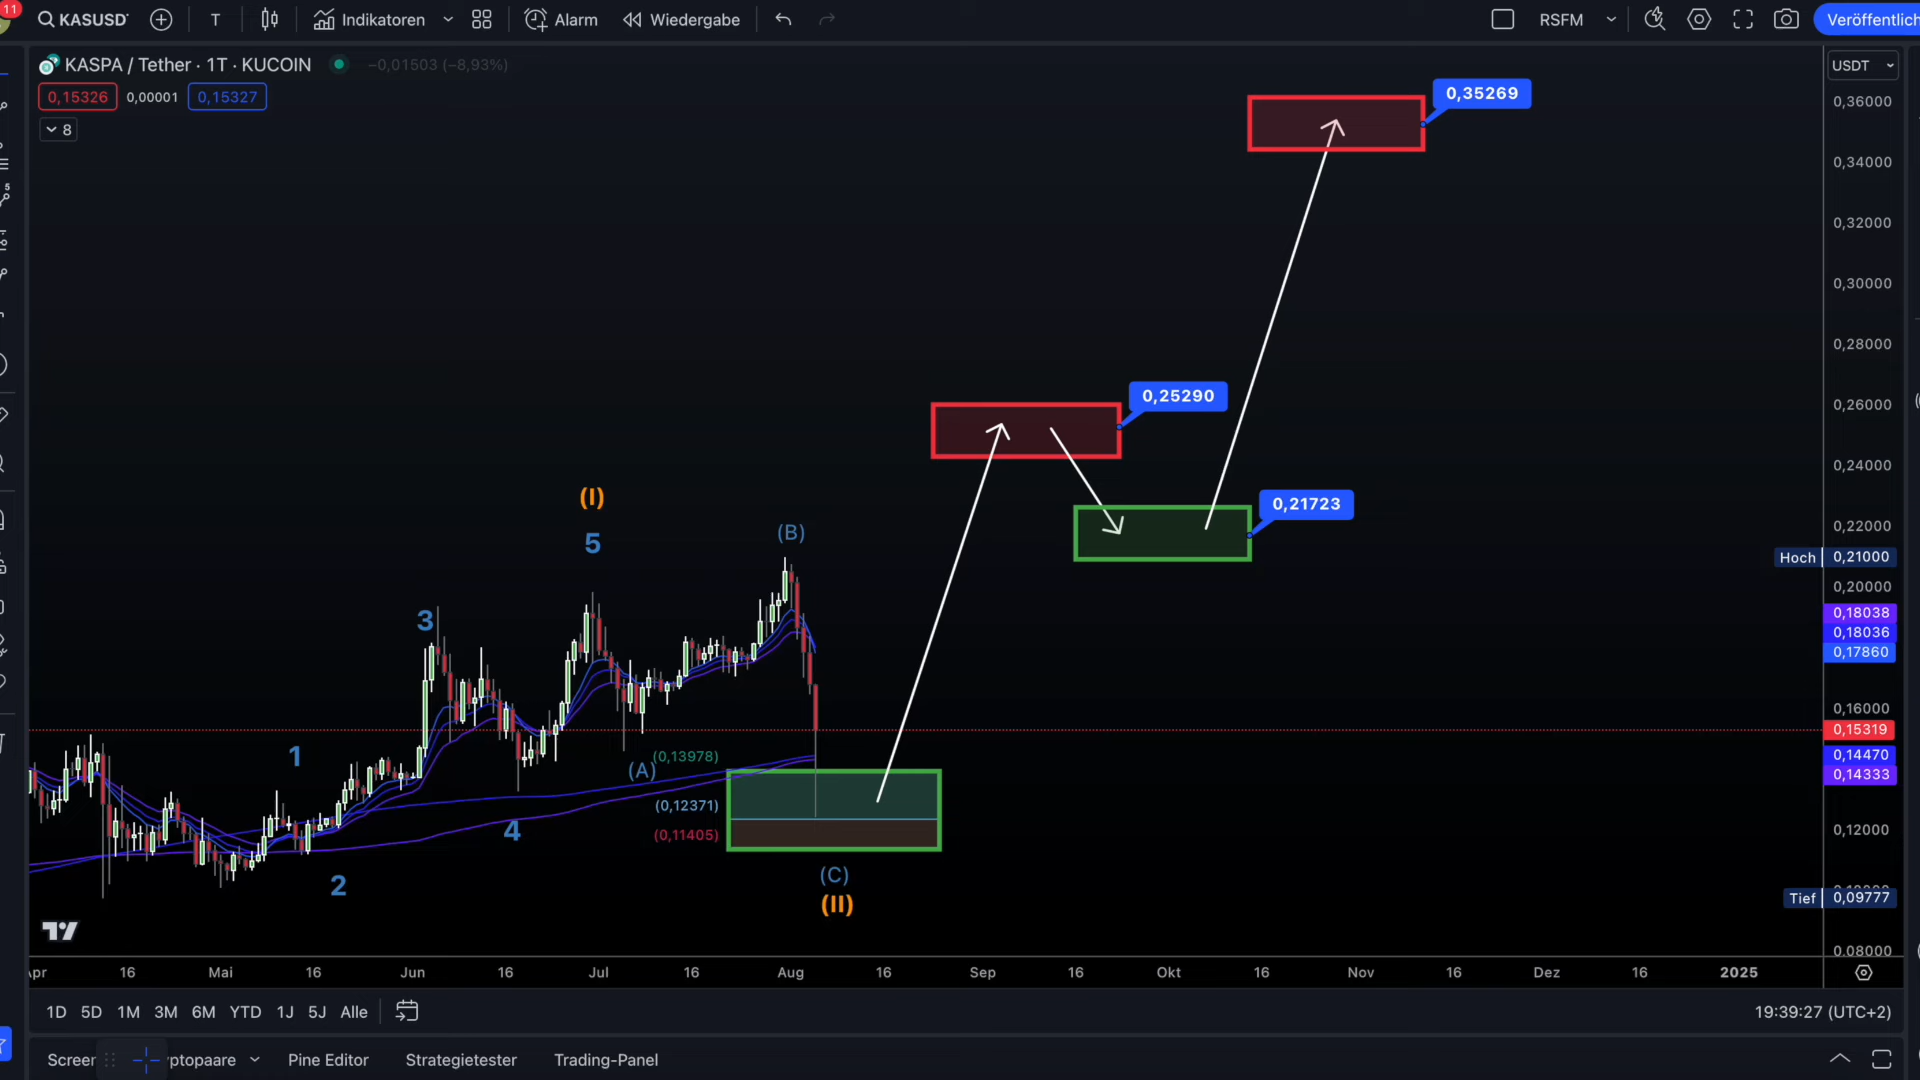 11
KASUSD
T
Indikatoren
Alarm
Wiedergabe
RSFM
Veröffentlich
KASPA / Tether · 1T · KUCOIN
−0,01503 (−8,93%)
USDT
0,15326
0,00001
0,15327
8
0,35269
0,36000
0,34000
5
0,32000
0,30000
0,28000
0,25290
0,26000
0,24000
(I)
0,21723
5
(B)
0,22000
Hoch
0,21000
0,20000
3
0,18038
0,18036
0,17860
0,16000
0,15319
1
(0,13978)
0,14470
(A)
0,14333
(0,12371)
4
(0,11405)
0,12000
(C)
2
(II)
Tief
0,09777
0,08000
Apr
16
Mai
16
Jun
16
Jul
16
Aug
16
Sep
16
Okt
16
Nov
16
Dez
16
2025
1D
5D
1M
3M
6M
YTD
1J
5J
Alle
19:39:27 (UTC+2)
Screer
yptopaare
Pine Editor
Strategietester
Trading-Panel